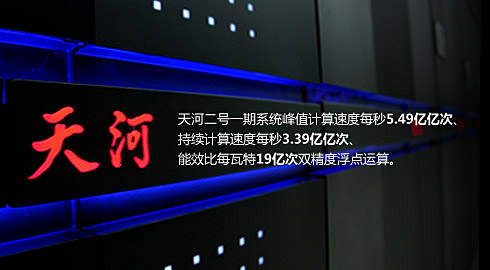 天河
天河二号一期系统峰值计算速度每秒5.49亿亿次、
持续计算速度每秒3.39亿亿次、
能效比每瓦特19亿次双精度浮点运算。